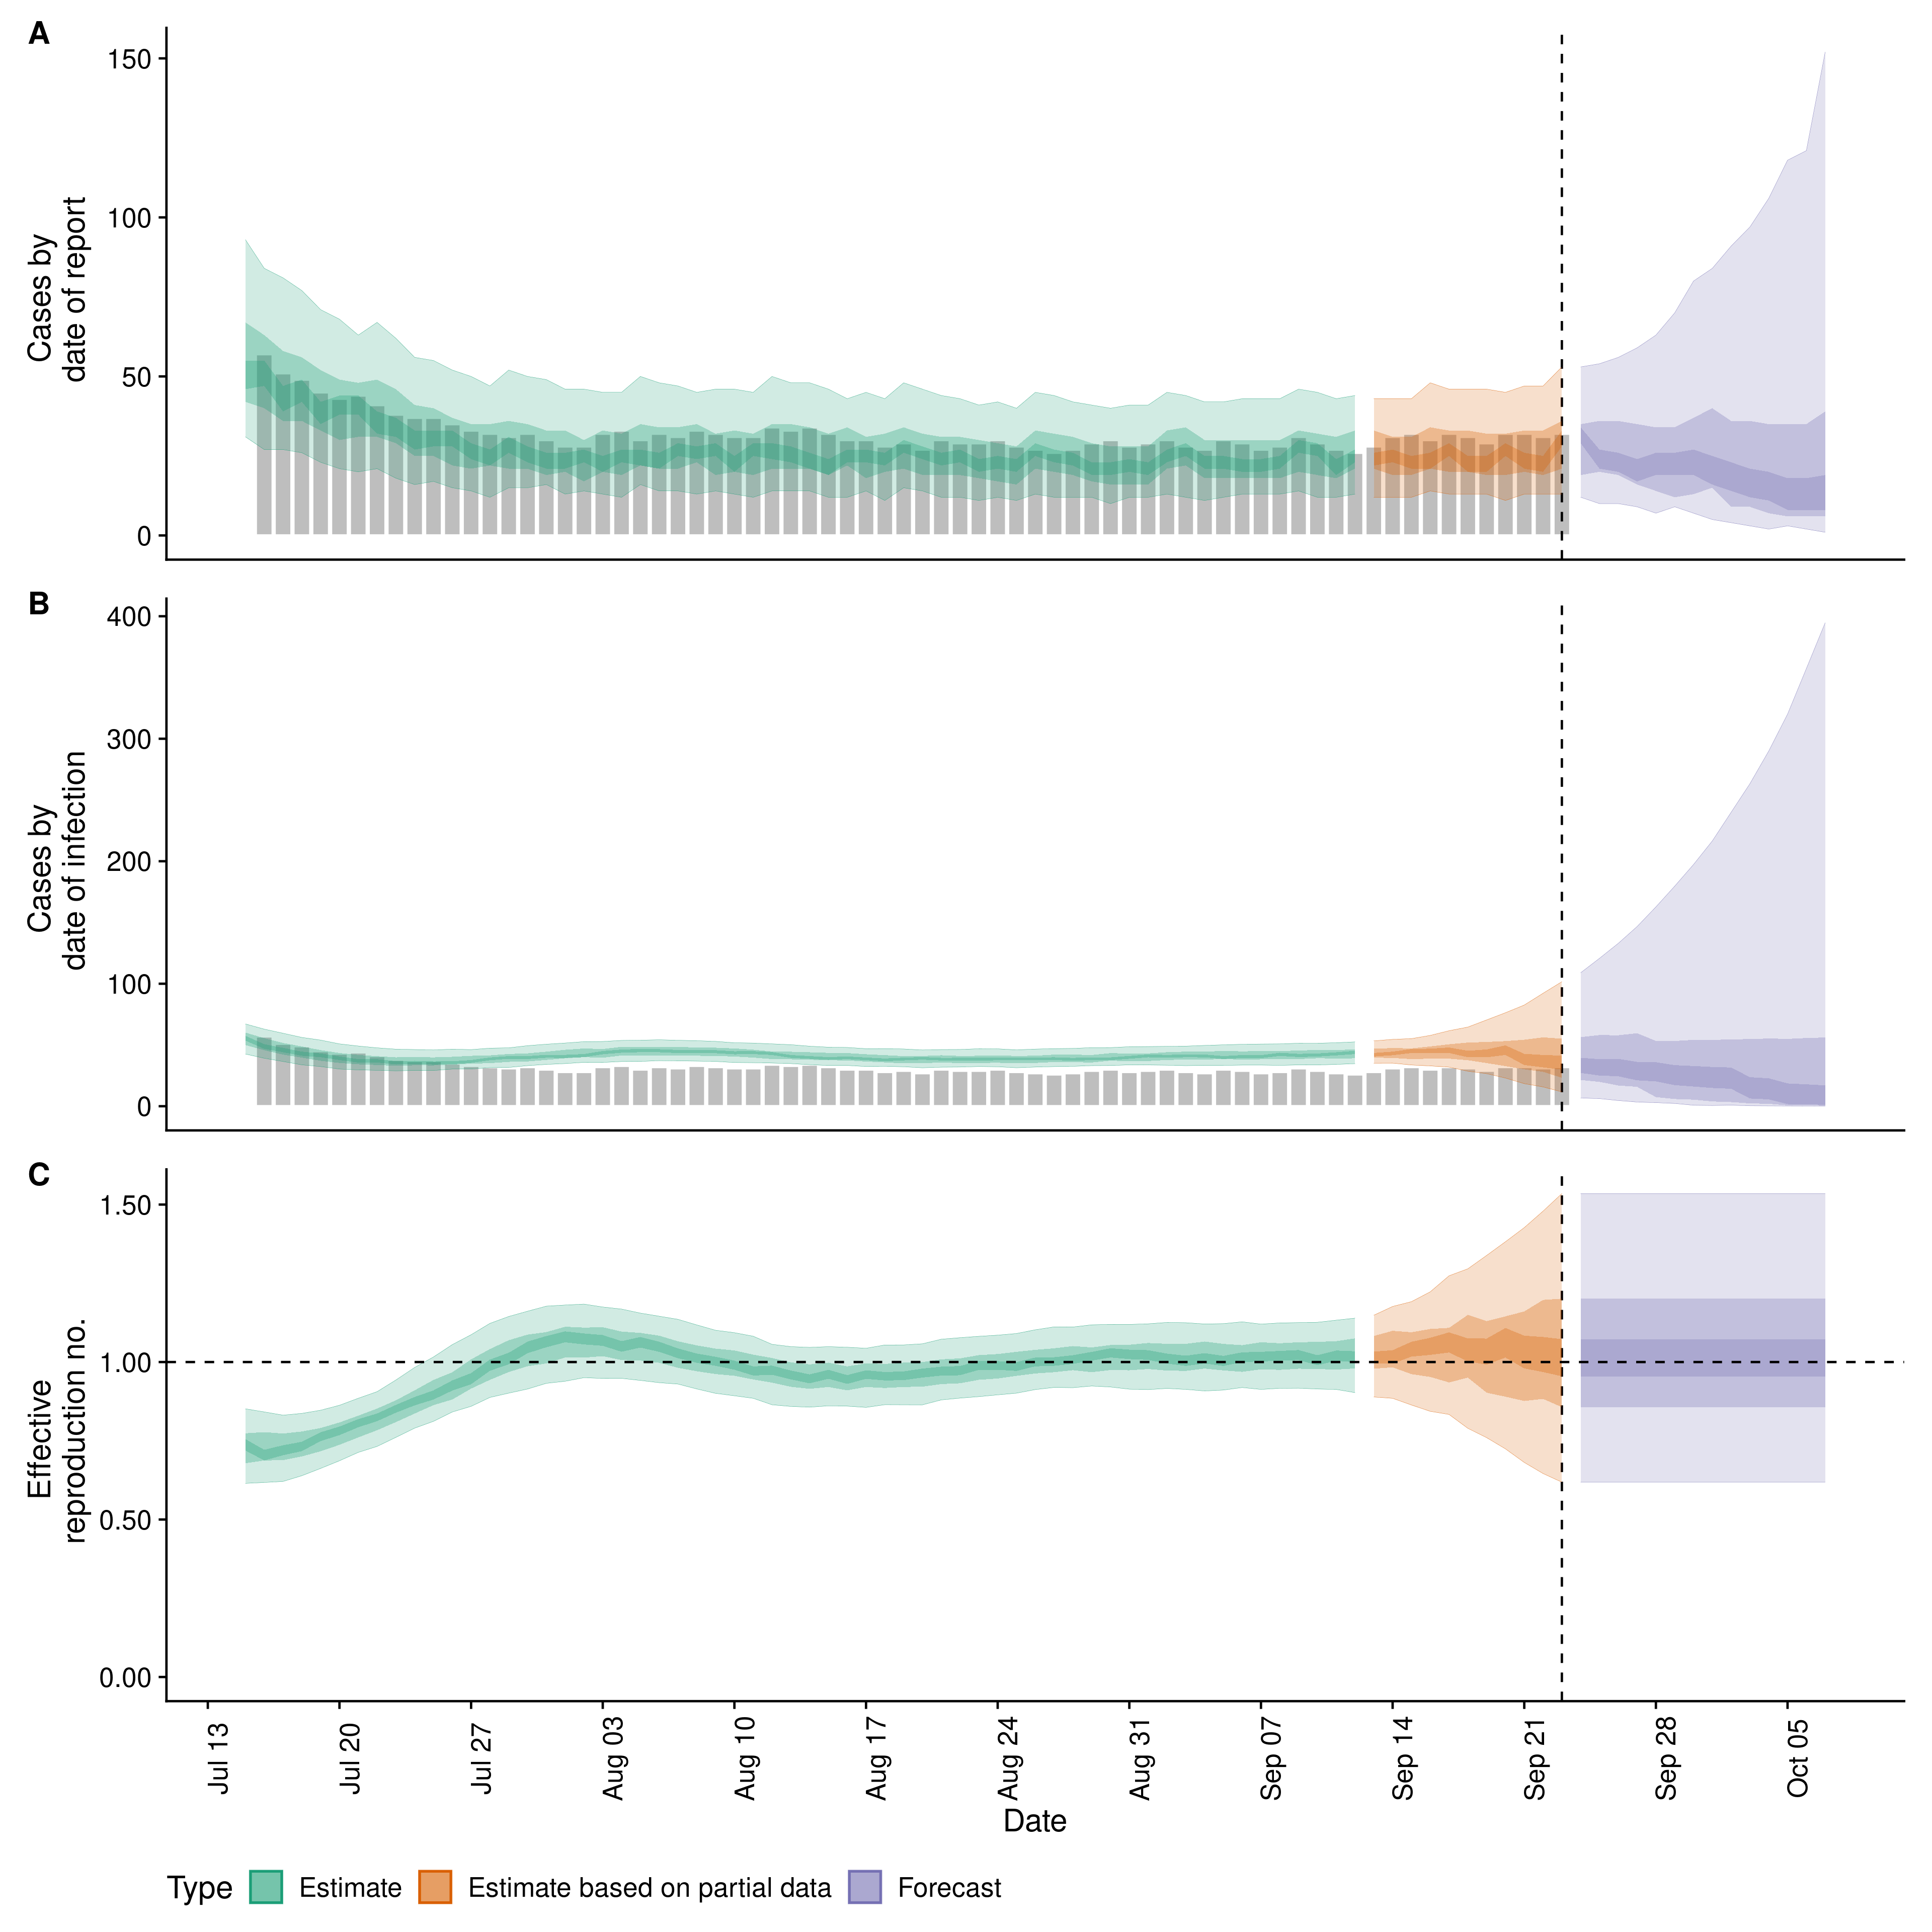 A
150
100
50
0
Cases by
date of report
B
400
300
200
100
0
Cases by
date of infection
C
1.50
1.00
0.50
0.00
Effective
reproduction no.
Jul 13
Jul 20
Jul 27
Aug 03
Aug 10
Aug 17
Aug 24
Aug 31
Sep 07
Sep 14
Sep 21
Sep 28
Oct 05
Date
Type Estimate Estimate based on partial data Forecast